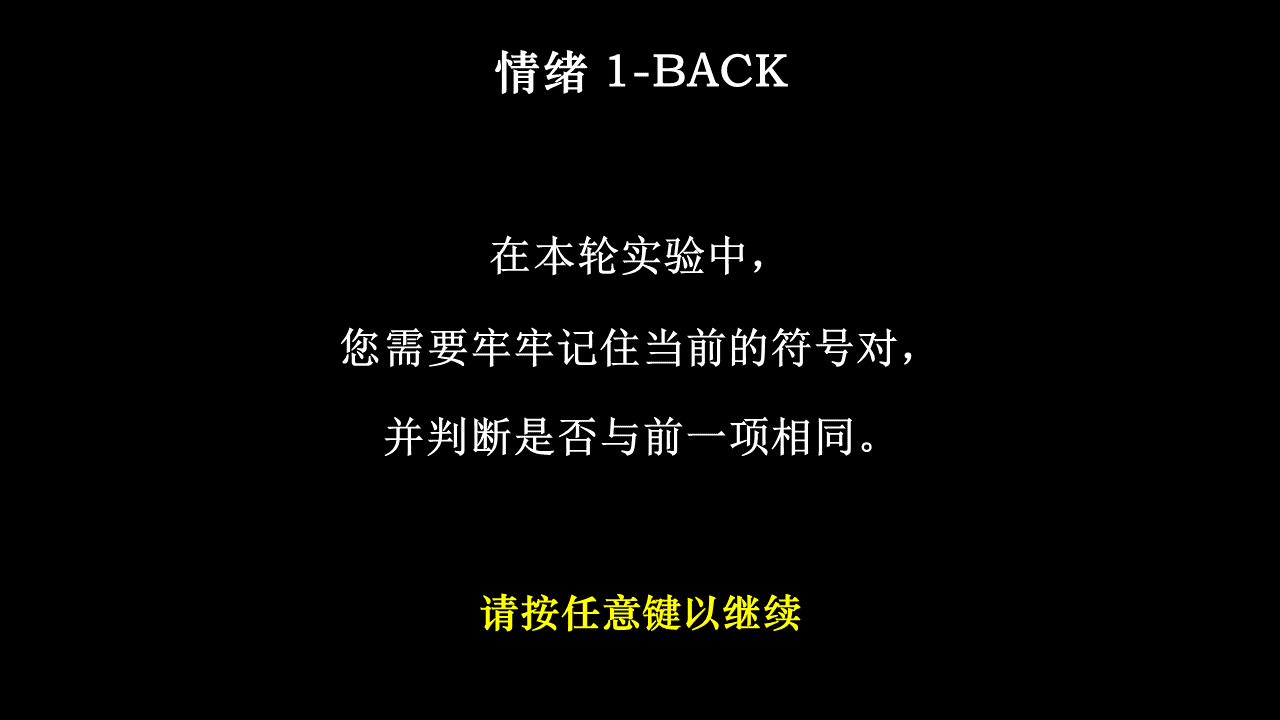 情绪 1-BACK
在本轮实验中，
您需要牢牢记住当前的符号对，
并判断是否与前一项相同。
请按任意键以继续